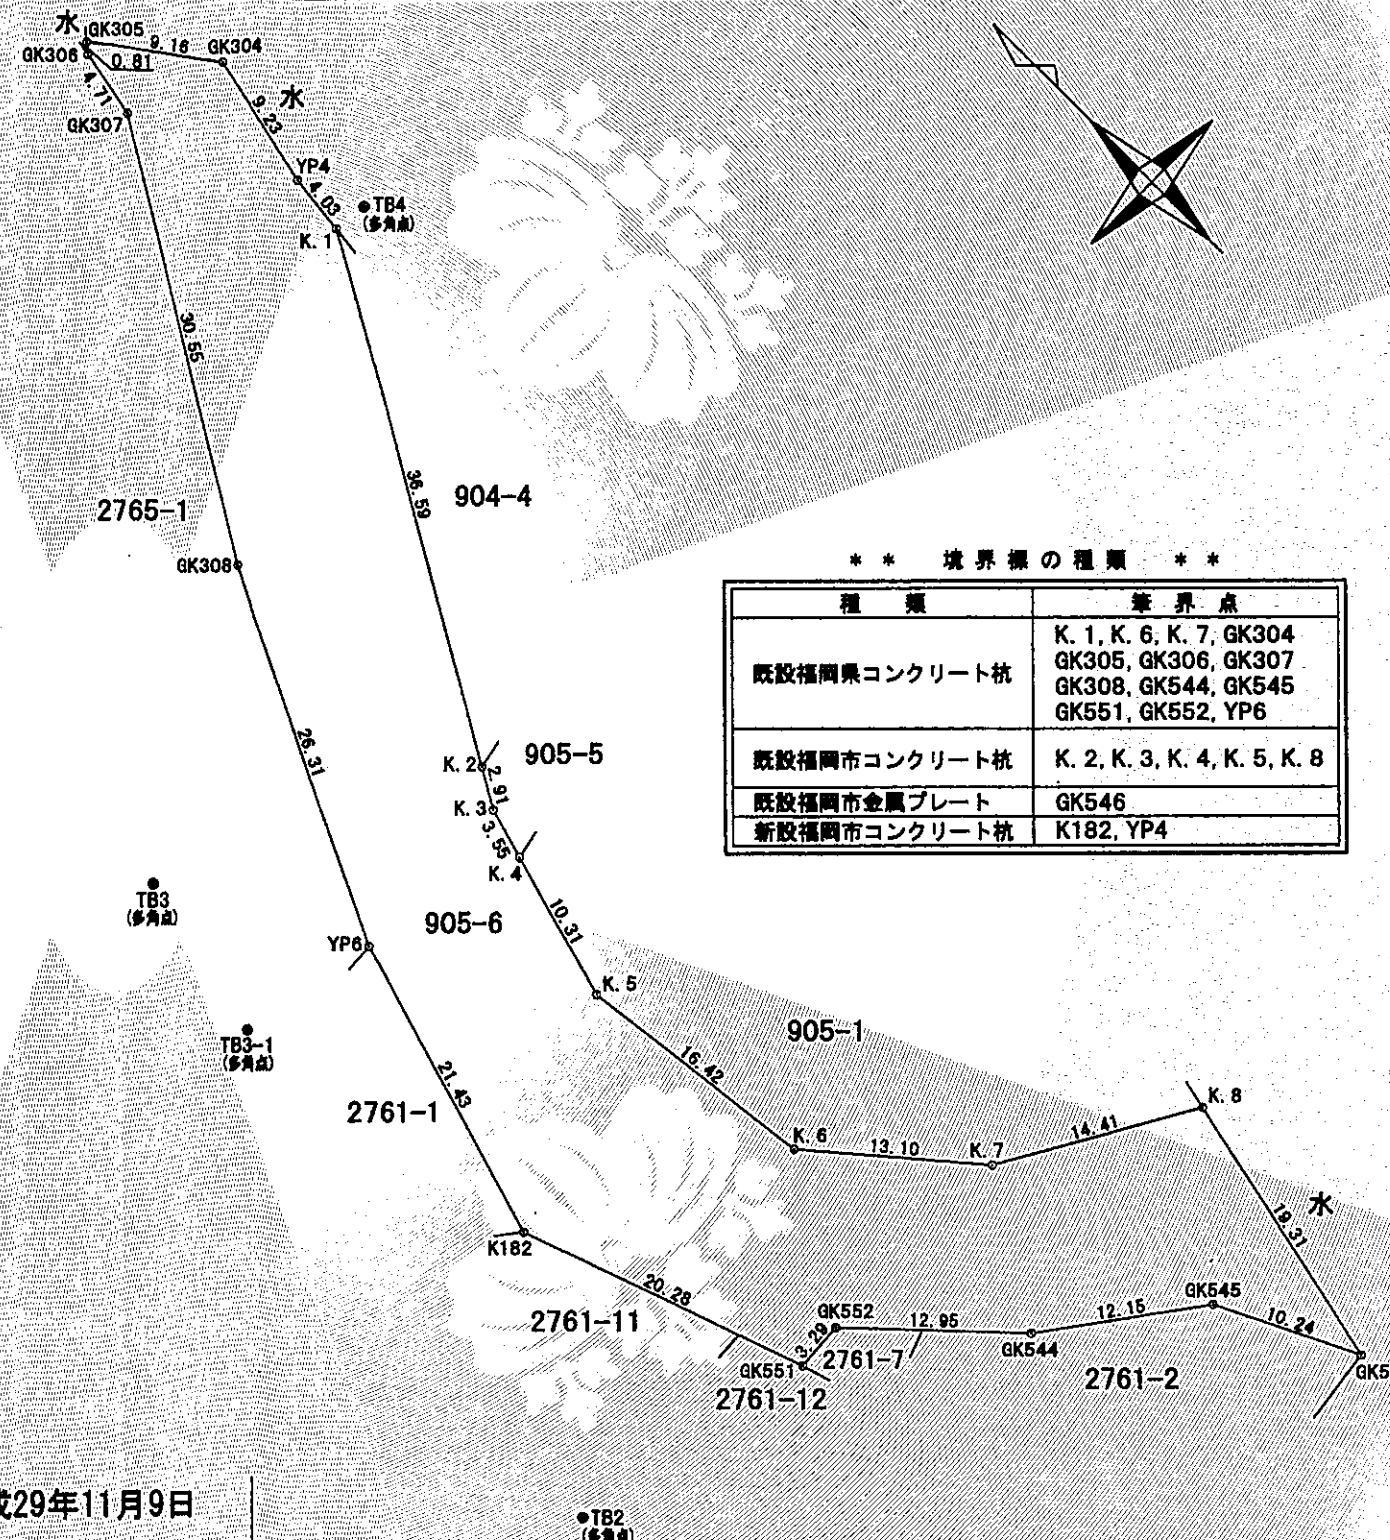 水
GK305
9.16
GK304
GK306
0.81
4.71
水
9.23
GK307
YP4
4.03
TB4
(多角点)
K. 1
30.55
36.59
904-4
2765-1
GK308
** 境界標の種類 **
種 類 筆 界 点
既設福岡県コンクリート杭
K. 1, K. 6, K. 7, GK304
GK305, GK306, GK307
GK308, GK544, GK545
GK551, GK552, YP6
既設福岡市コンクリート杭 K. 2, K. 3, K. 4, K. 5, K. 8
既設福岡市金属プレート GK546
新設福岡市コンクリート杭 K182, YP4
26.31
K. 2
905-5
2.91
K. 3
3.55
K. 4
TB3
(多角点)
905-6
10.31
YP6
K. 5
TB3-1
(多角点)
905-1
16.42
21.43
2761-1
K. 8
14.41
K. 6
13.10
K. 7
水
19.31
K182
20.28
2761-11
GK552
12.95
12.15
GK545
10.24
3.29
GK544
2761-7
GK551
2761-2
GK5
2761-12
成29年11月9日
TB2
(多角点)